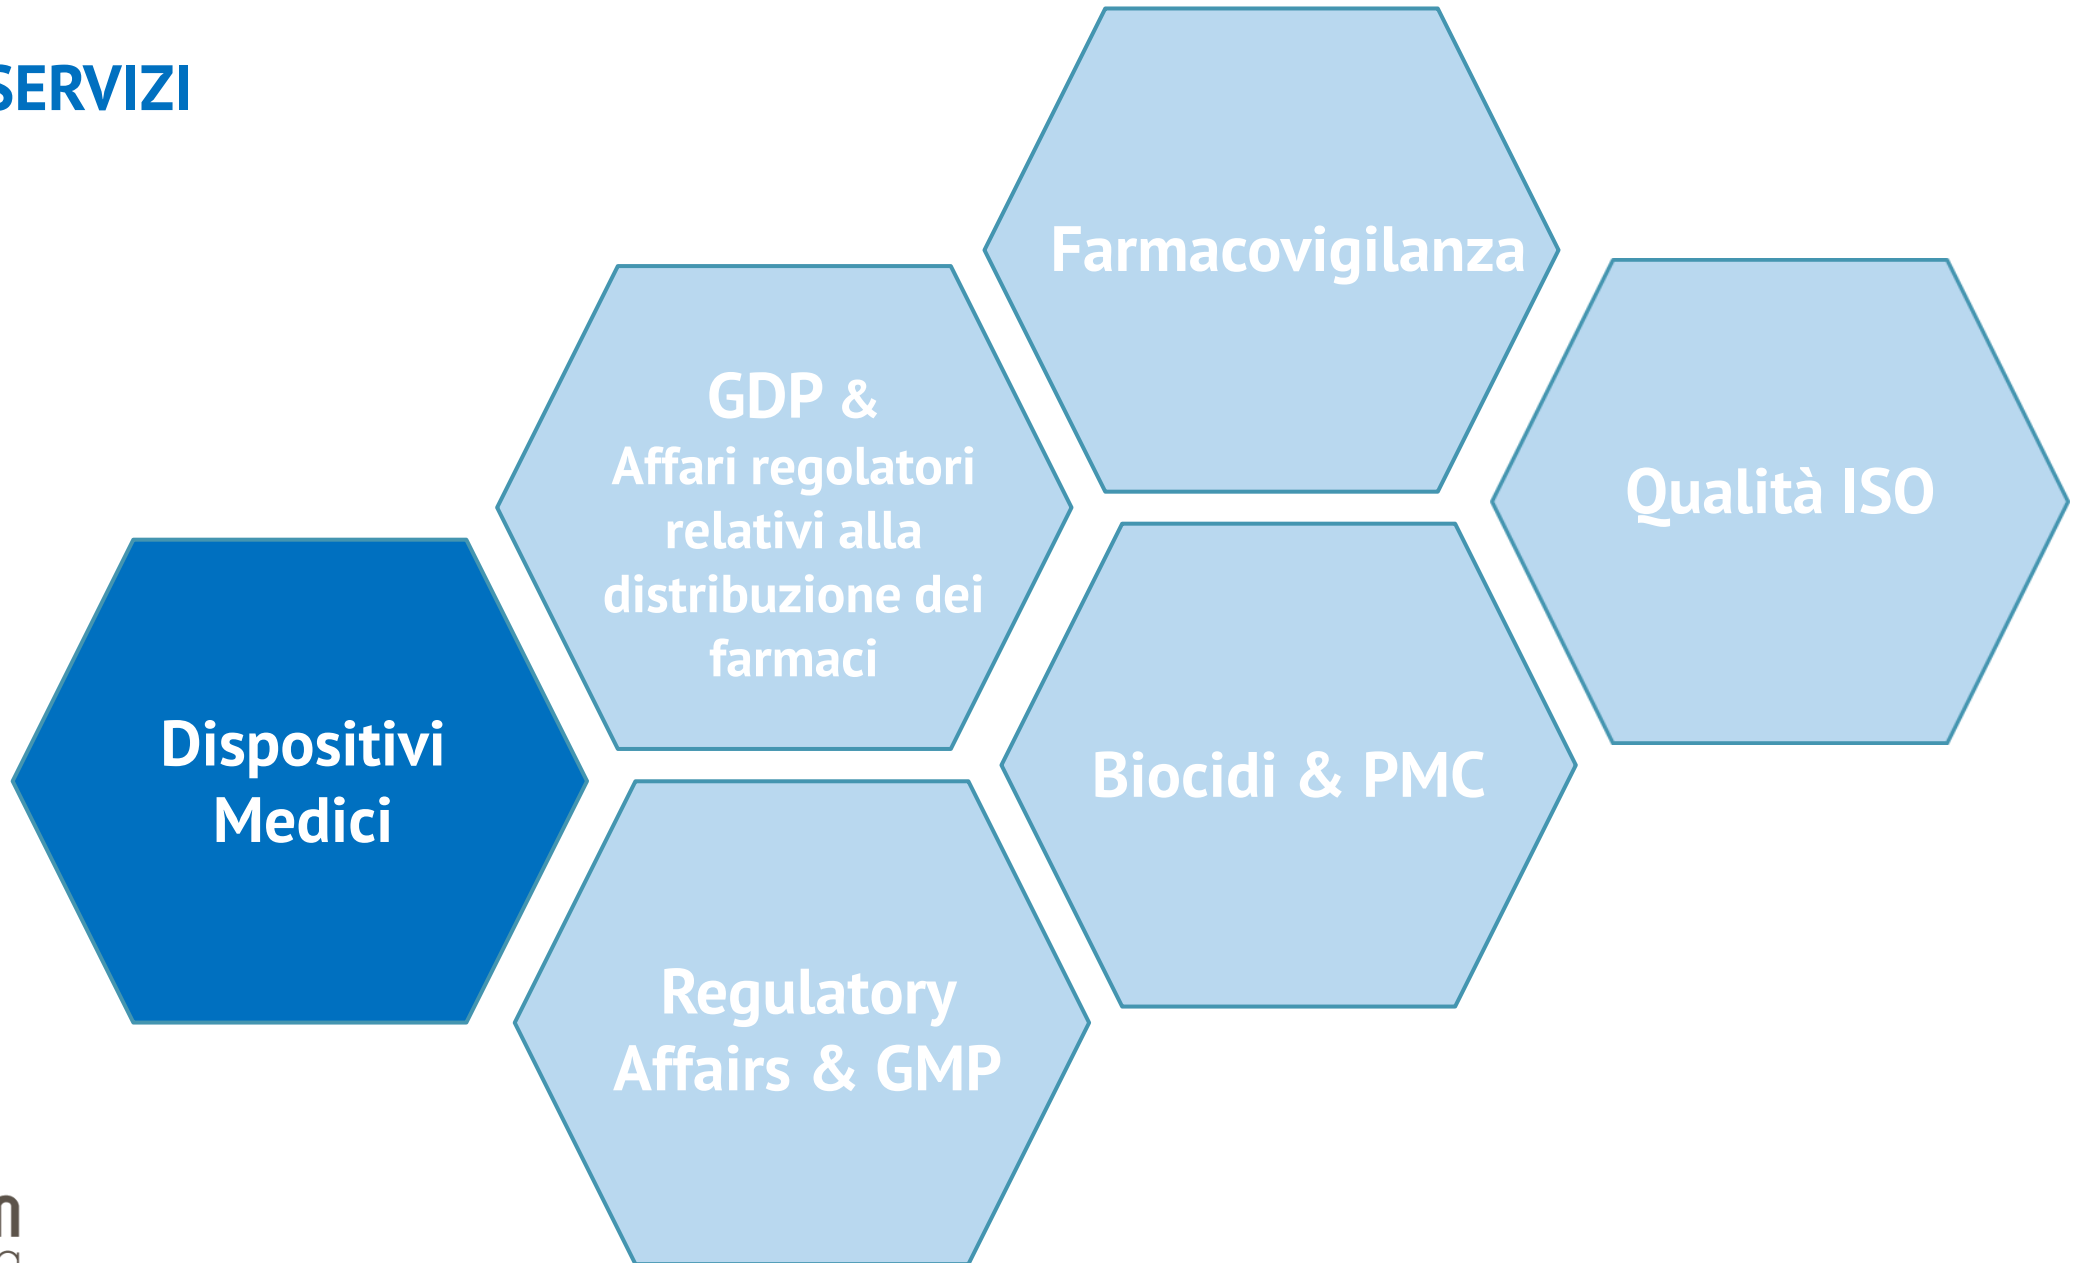 SERVIZI
Farmacovigilanza
GDP &
Affari regolatori
relativi alla
distribuzione dei
farmaci
Qualità ISO
Dispositivi
Medici
Biocidi & PMC
Regulatory
Affairs & GMP